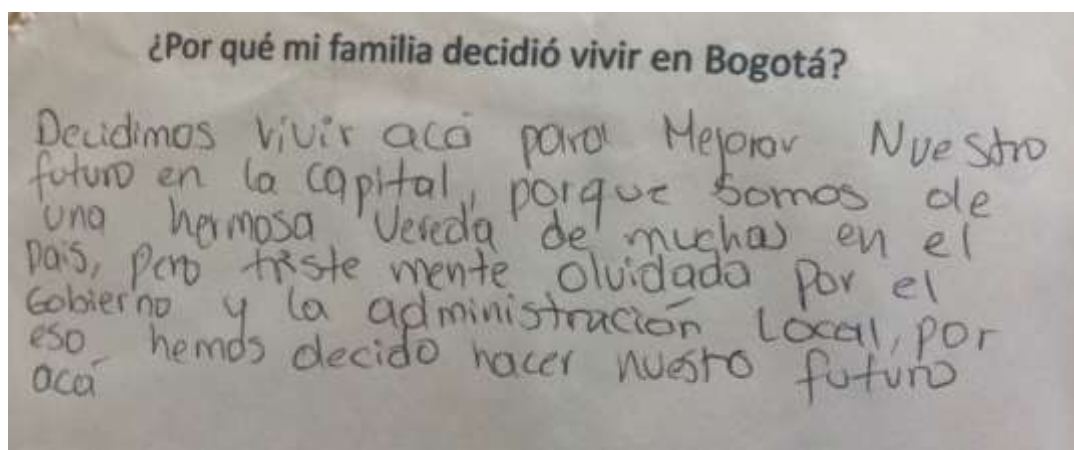 ¿Por qué mi familia decidió vivir en Bogotá?
Decidimos vivir acá para Mejorar Nuestro
futuro en la capital, porque somos de
una hermosa Vereda de muchas en el
pais, pero triste mente olvidada por el
Gobierno y la administración Local, por
eso hemos decido hacer nuestro futuro
acá